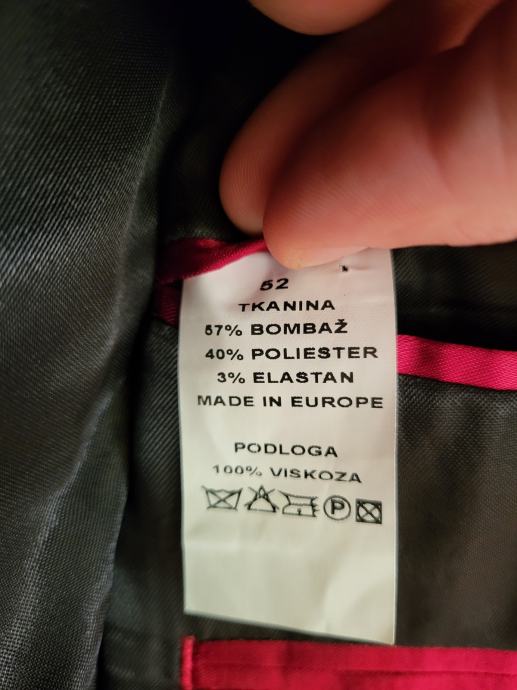 52
TKANINA
57% BOMBAŽ
40% POLIESTER
3% ELASTAN
MADE IN EUROPE
PODLOGA
100% VISKOZA
P